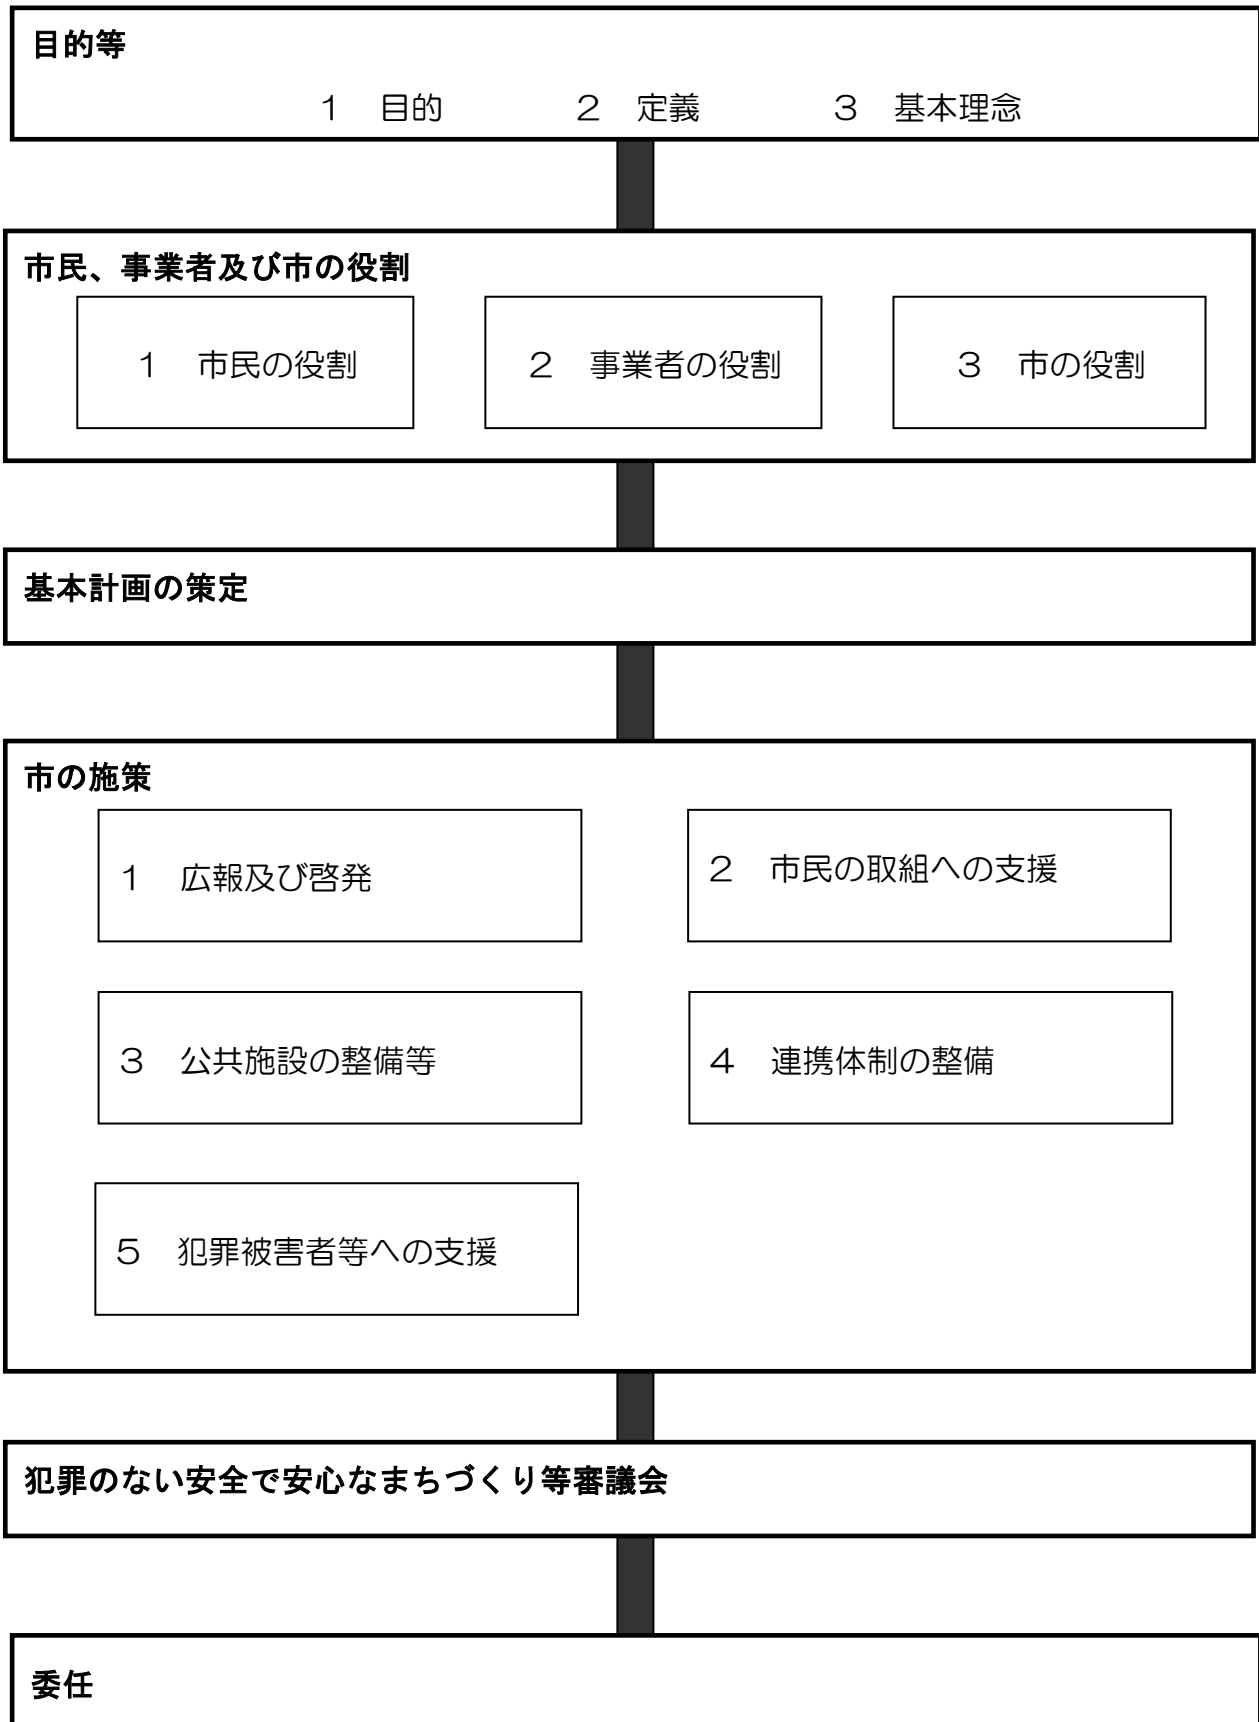 目的等
１　目的　　２　定義　　３　基本理念
市民、事業者及び市の役割
１　市民の役割
２　事業者の役割
３　市の役割
基本計画の策定
市の施策
１　広報及び啓発
２　市民の取組への支援
３　公共施設の整備等
４　連携体制の整備
５　犯罪被害者等への支援
犯罪のない安全で安心なまちづくり等審議会
委任